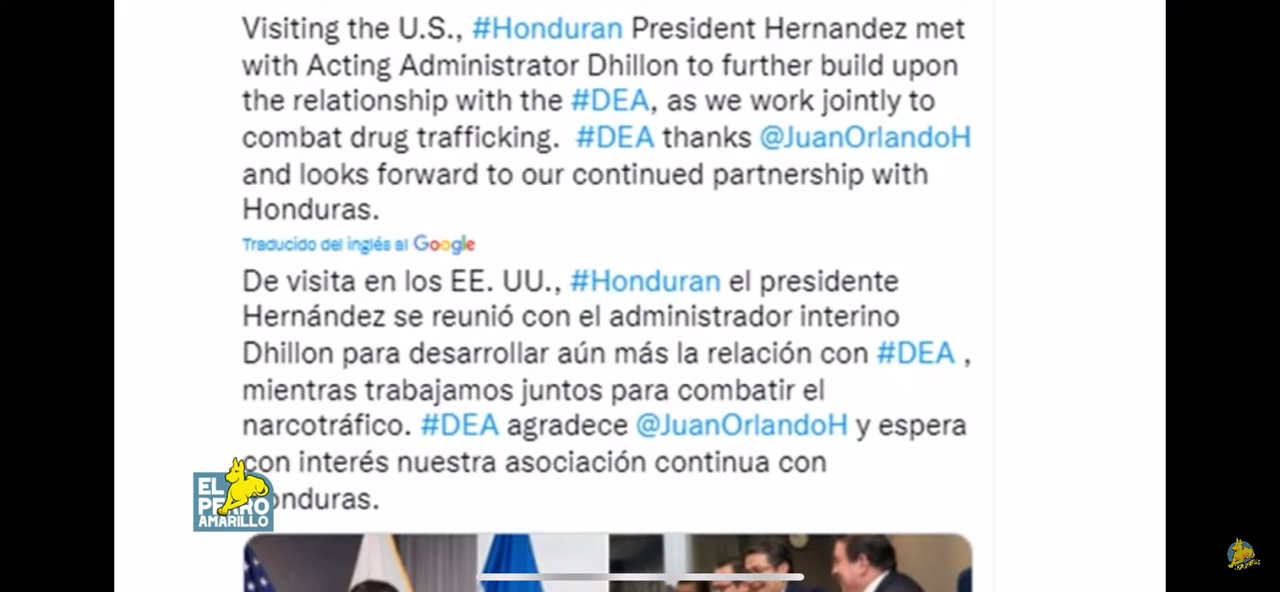 Visiting the U.S., #Honduran President Hernandez met
with Acting Administrator Dhillon to further build upon
the relationship with the #DEA, as we work jointly to
combat drug trafficking. #DEA thanks @JuanOrlandoH
and looks forward to our continued partnership with
Honduras.
Traducido del inglés al Google
De visita en los EE. UU., #Honduran el presidente
Hernández se reunió con el administrador interino
Dhillon para desarrollar aún más la relación con #DEA ,
mientras trabajamos juntos para combatir el
narcotráfico. #DEA agradece @JuanOrlandoH y espera
con interés nuestra asociación continua con
onduras.
EL
PERRO
AMARILLO